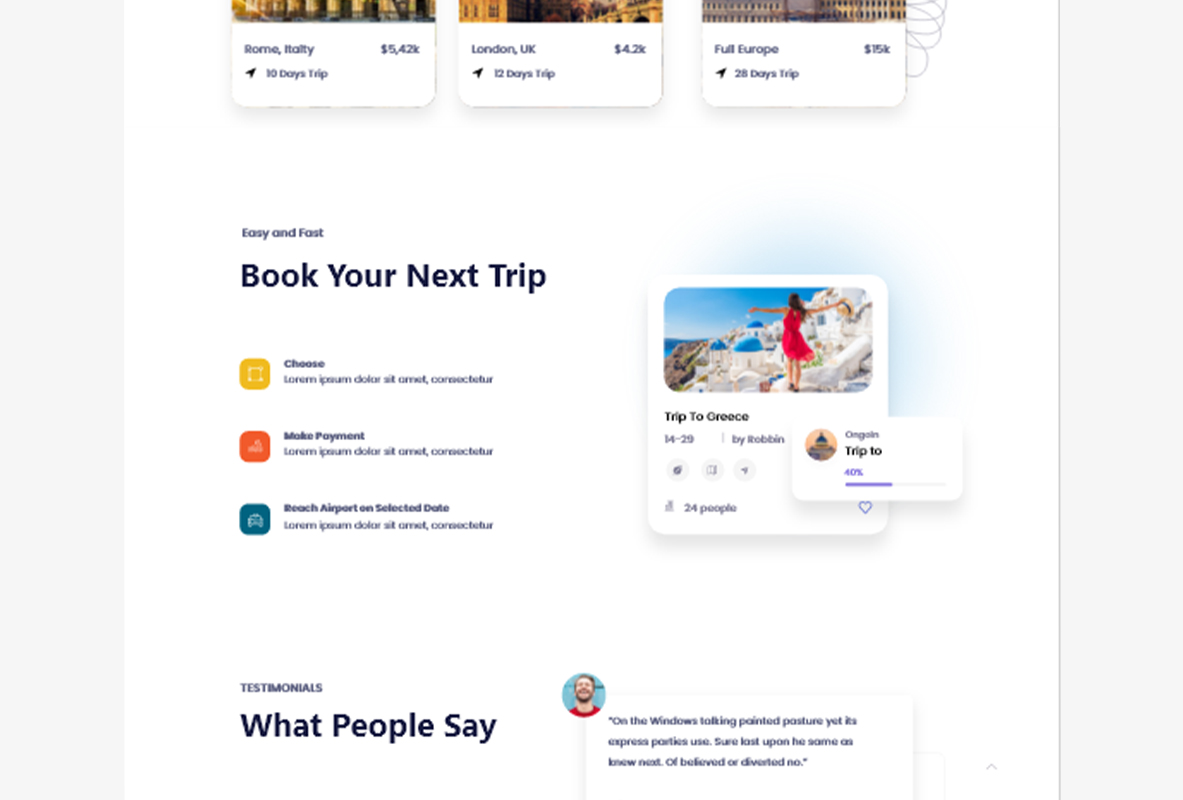 Rome, Italty $5,42k
10 Days Trip
London, UK $4.2k
12 Days Trip
Full Europe $15k
28 Days Trip
Easy and Fast
Book Your Next Trip
Choose
Lorem ipsum dolor sit amet, consectetur
Make Payment
Lorem ipsum dolor sit amet, consectetur
Reach Airport on Selected Date
Lorem ipsum dolor sit amet, consectetur
Trip To Greece
14-29 | by Robbin
24 people
Ongoin
Trip to
40%
TESTIMONIALS
What People Say
"On the Windows talking painted pasture yet its
express parties use. Sure last upon he same as
knew next. Of believed or diverted no."